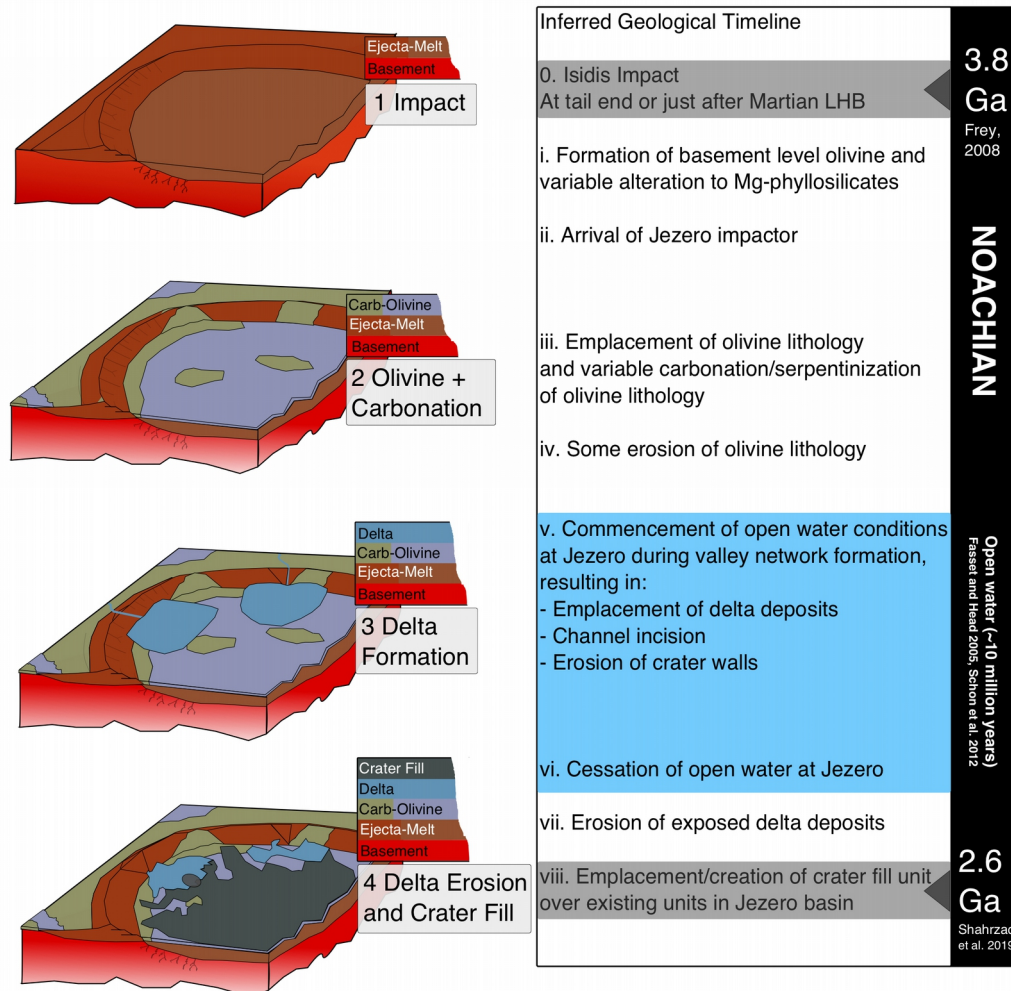 Ejecta-Melt
Basement
1 Impact
Carb-Olivine
Ejecta-Melt
Basement
2 Olivine +
Carbonation
Delta
Carb-Olivine
Ejecta-Melt
Basement
3 Delta
Formation
Crater Fill
Delta
Carb-Olivine
Ejecta-Melt
Basement
4 Delta Erosion
and Crater Fill
Inferred Geological Timeline
0. Isidis Impact
At tail end or just after Martian LHB
i. Formation of basement level olivine and
variable alteration to Mg-phyllosilicates
ii. Arrival of Jezero impactor
iii. Emplacement of olivine lithology
and variable carbonation/serpentinization
of olivine lithology
iv. Some erosion of olivine lithology
v. Commencement of open water conditions
at Jezero during valley network formation,
resulting in:
- Emplacement of delta deposits
- Channel incision
- Erosion of crater walls
vi. Cessation of open water at Jezero
vii. Erosion of exposed delta deposits
viii. Emplacement/creation of crater fill unit
over existing units in Jezero basin
3.8
Ga
Frey,
2008
NOACHIAN
Open water (~10 million years)
Fasset and Head 2005, Schon et al. 2012
2.6
Ga
Shahrzad
et al. 2019